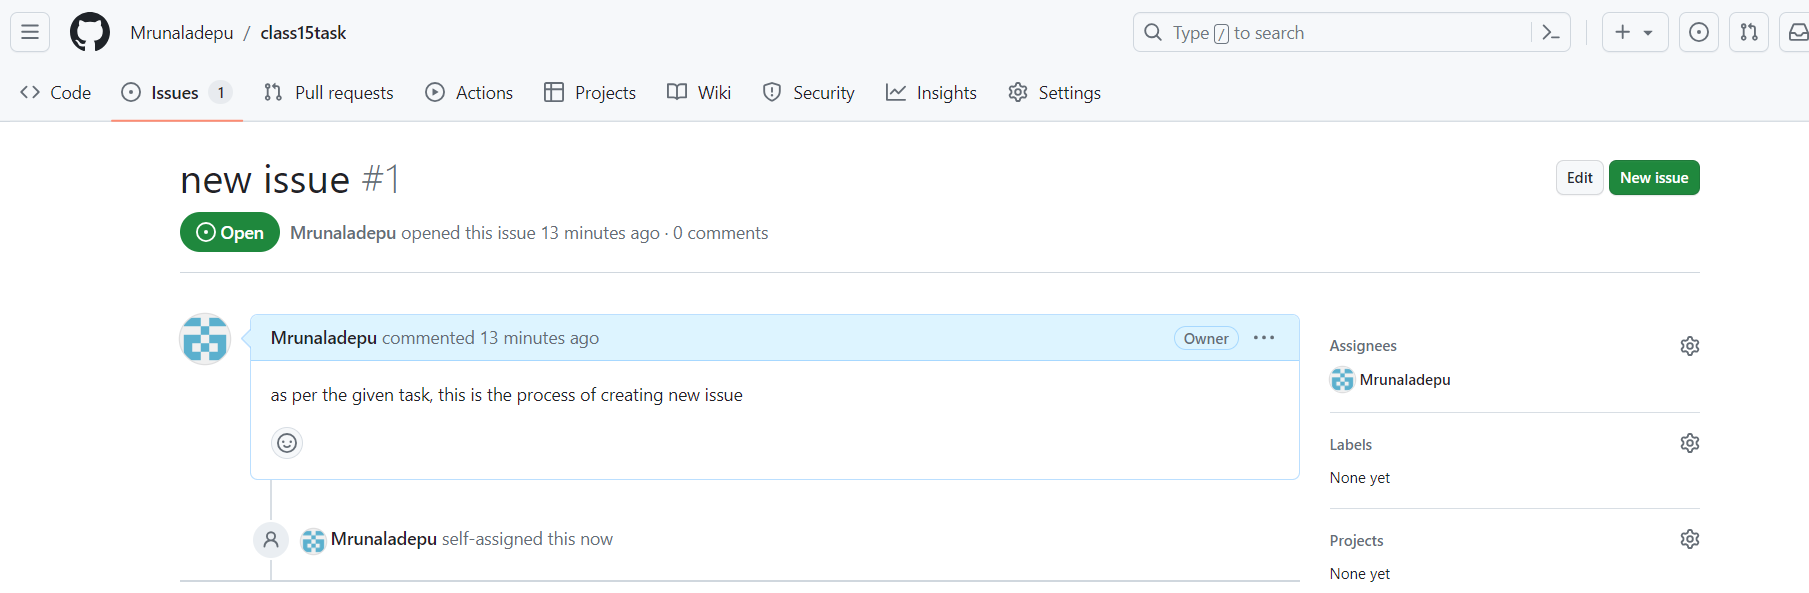 Mrunaladepu / class15task
Type / to search
Code
Issues 1
Pull requests
Actions
Projects
Wiki
Security
Insights
Settings
new issue #1
Edit
New issue
Open
Mrunaladepu opened this issue 13 minutes ago · 0 comments
Mrunaladepu commented 13 minutes ago
Owner
as per the given task, this is the process of creating new issue
Mrunaladepu self-assigned this now
Assignees
Mrunaladepu
Labels
None yet
Projects
None yet